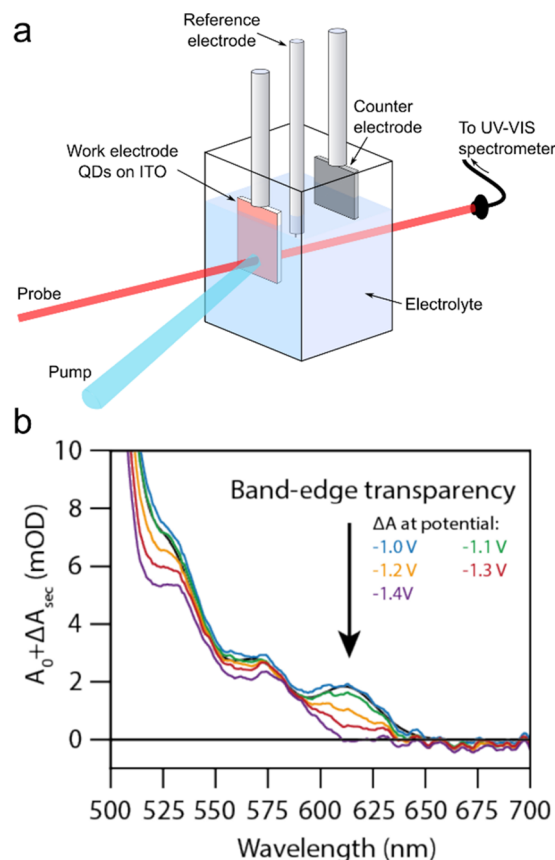 a
Reference
electrode
Counter
electrode
To UV-VIS
spectrometer
Work electrode
QDs on ITO
Probe
Electrolyte
Pump
b
Band-edge transparency
ΔA at potential:
-1.0 V -1.1 V
-1.2 V -1.3 V
-1.4V
A₀+ΔAsec (mOD)
10
8
6
4
2
0
500 525 550 575 600 625 650 675 700
Wavelength (nm)